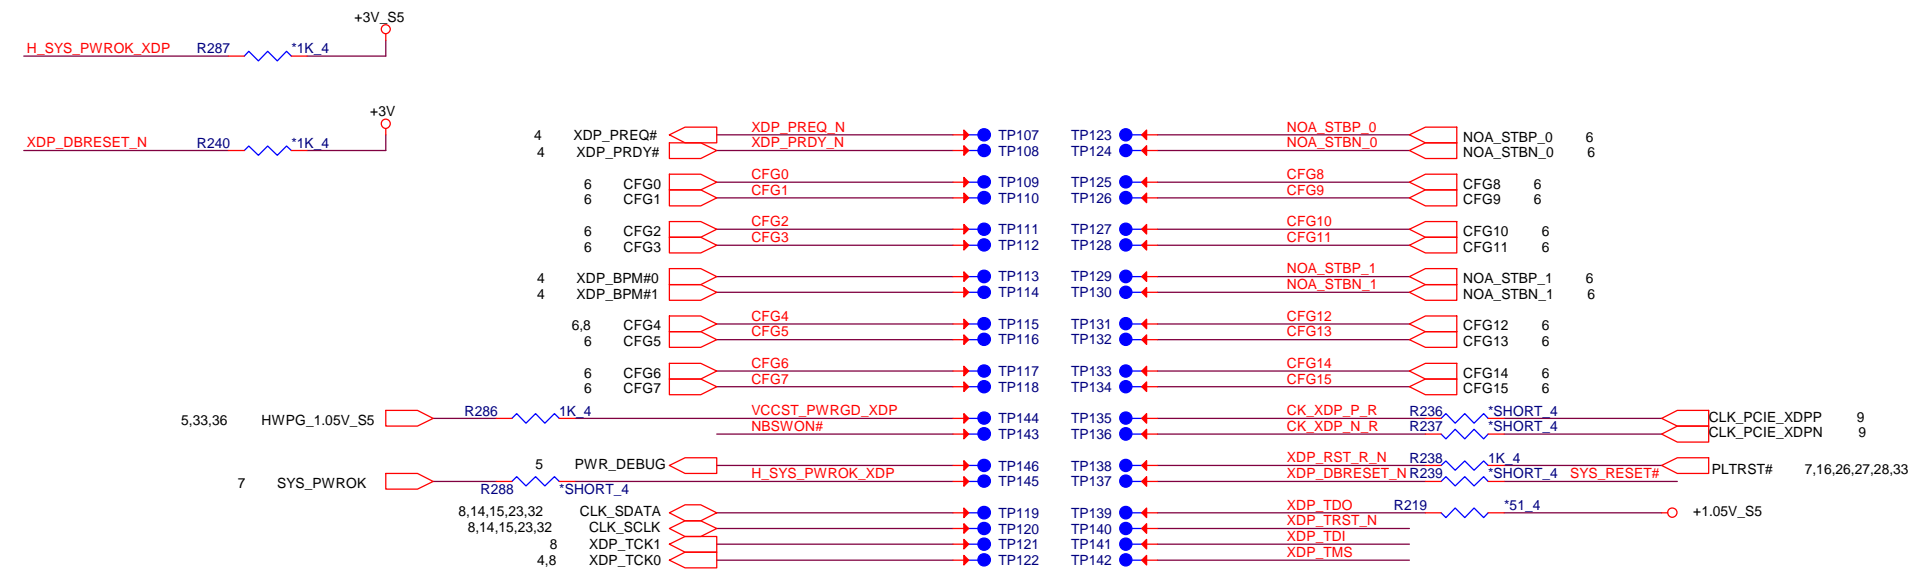 +3V_S5
H_SYS_PWROK_XDP R287 *1K_4
+3V
XDP_DBRESET_N R240 *1K_4
4 XDP_PREQ# XDP_PREQ_N TP107 TP123 NOA_STBP_0 NOA_STBP_0 6
4 XDP_PRDY# XDP_PRDY_N TP108 TP124 NOA_STBN_0 NOA_STBN_0 6
6 CFG0 CFG0 TP109 TP125 CFG8 CFG8 6
6 CFG1 CFG1 TP110 TP126 CFG9 CFG9 6
6 CFG2 CFG2 TP111 TP127 CFG10 CFG10 6
6 CFG3 CFG3 TP112 TP128 CFG11 CFG11 6
4 XDP_BPM#0 TP113 TP129 NOA_STBP_1 NOA_STBP_1 6
4 XDP_BPM#1 TP114 TP130 NOA_STBN_1 NOA_STBN_1 6
6,8 CFG4 CFG4 TP115 TP131 CFG12 CFG12 6
6 CFG5 CFG5 TP116 TP132 CFG13 CFG13 6
6 CFG6 CFG6 TP117 TP133 CFG14 CFG14 6
6 CFG7 CFG7 TP118 TP134 CFG15 CFG15 6
5,33,36 HWPG_1.05V_S5 R286 1K_4 VCCST_PWRGD_XDP TP144 TP135 CK_XDP_P_R R236 *SHORT_4 CLK_PCIE_XDPP 9
NBSWON# TP143 TP136 CK_XDP_N_R R237 *SHORT_4 CLK_PCIE_XDPN 9
5 PWR_DEBUG TP146 TP138 XDP_RST_R_N R238 1K_4 PLTRST# 7,16,26,27,28,33
7 SYS_PWROK R288 *SHORT_4 H_SYS_PWROK_XDP TP145 TP137 XDP_DBRESET_N R239 *SHORT_4 SYS_RESET#
8,14,15,23,32 CLK_SDATA TP119 TP139 XDP_TDO R219 *51_4 +1.05V_S5
8,14,15,23,32 CLK_SCLK TP120 TP140 XDP_TRST_N
8 XDP_TCK1 TP121 TP141 XDP_TDI
4,8 XDP_TCK0 TP122 TP142 XDP_TMS